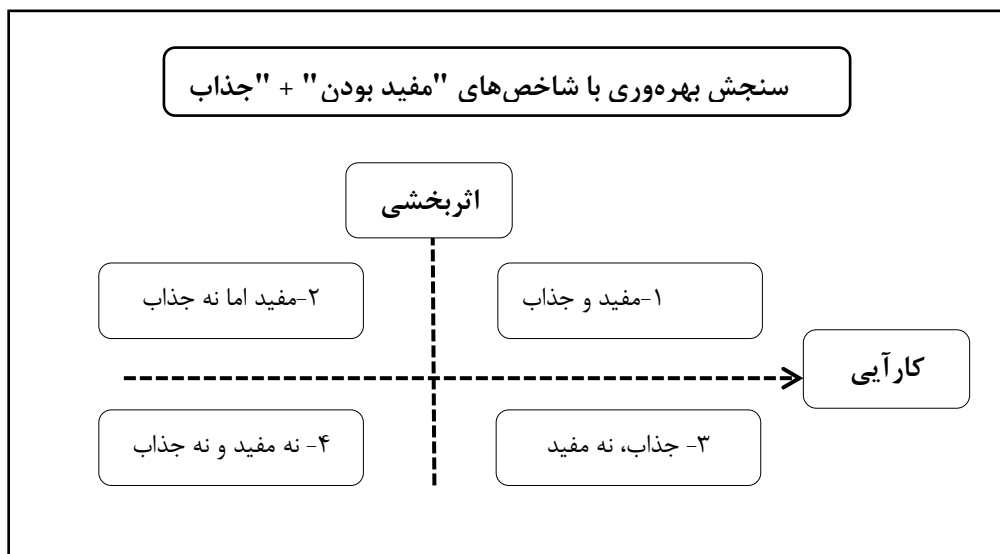 سنجش بهره‌وری با شاخص‌های "مفید بودن" + "جذاب
اثربخشی
۱-مفید و جذاب
۲-مفید اما نه جذاب
کارآیی
۳- جذاب، نه مفید
۴- نه مفید و نه جذاب